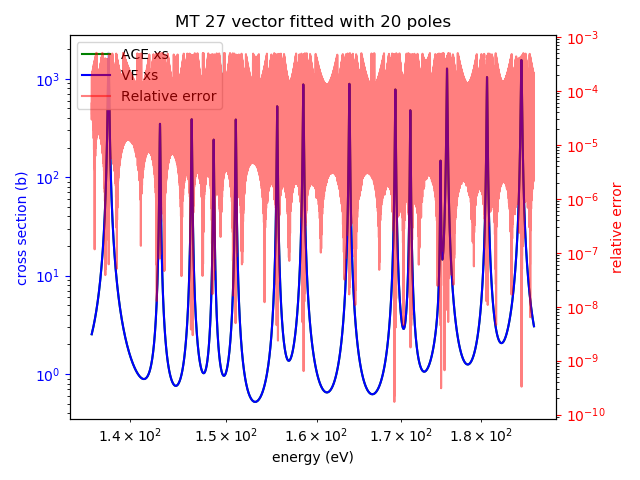 MT 27 vector fitted with 20 poles
ACE xs
VF xs
Relative error
cross section (b)
10³
10²
10¹
10⁰
10⁻³
10⁻⁴
10⁻⁵
10⁻⁶
10⁻⁷
10⁻⁸
10⁻⁹
10⁻¹⁰
relative error
1.4 × 10² 1.5 × 10² 1.6 × 10² 1.7 × 10² 1.8 × 10²
energy (eV)